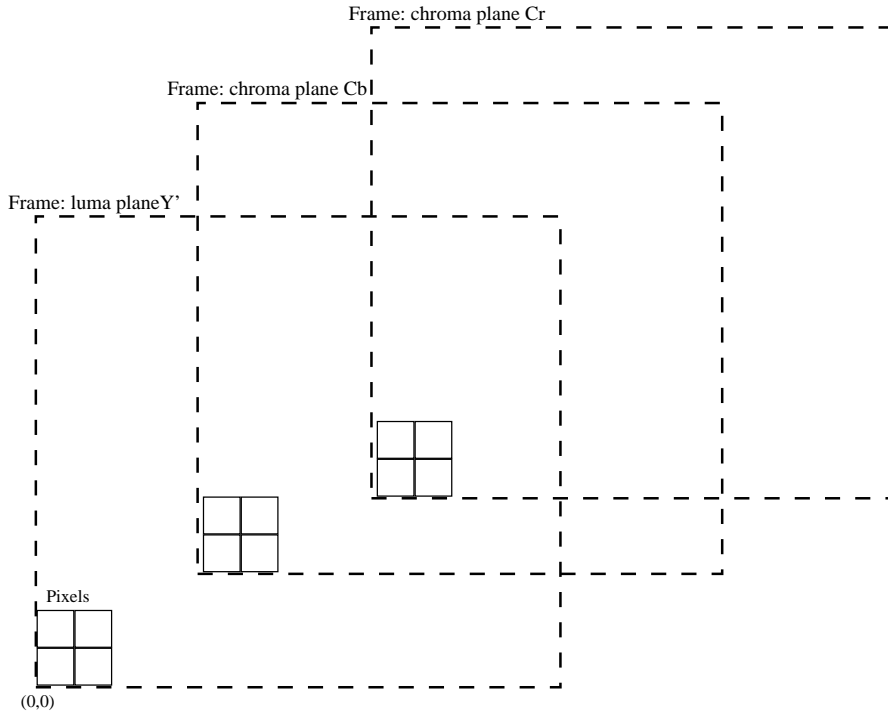 Frame: chroma plane Cr
Frame: chroma plane Cb
Frame: luma planeY’
Pixels
(0,0)